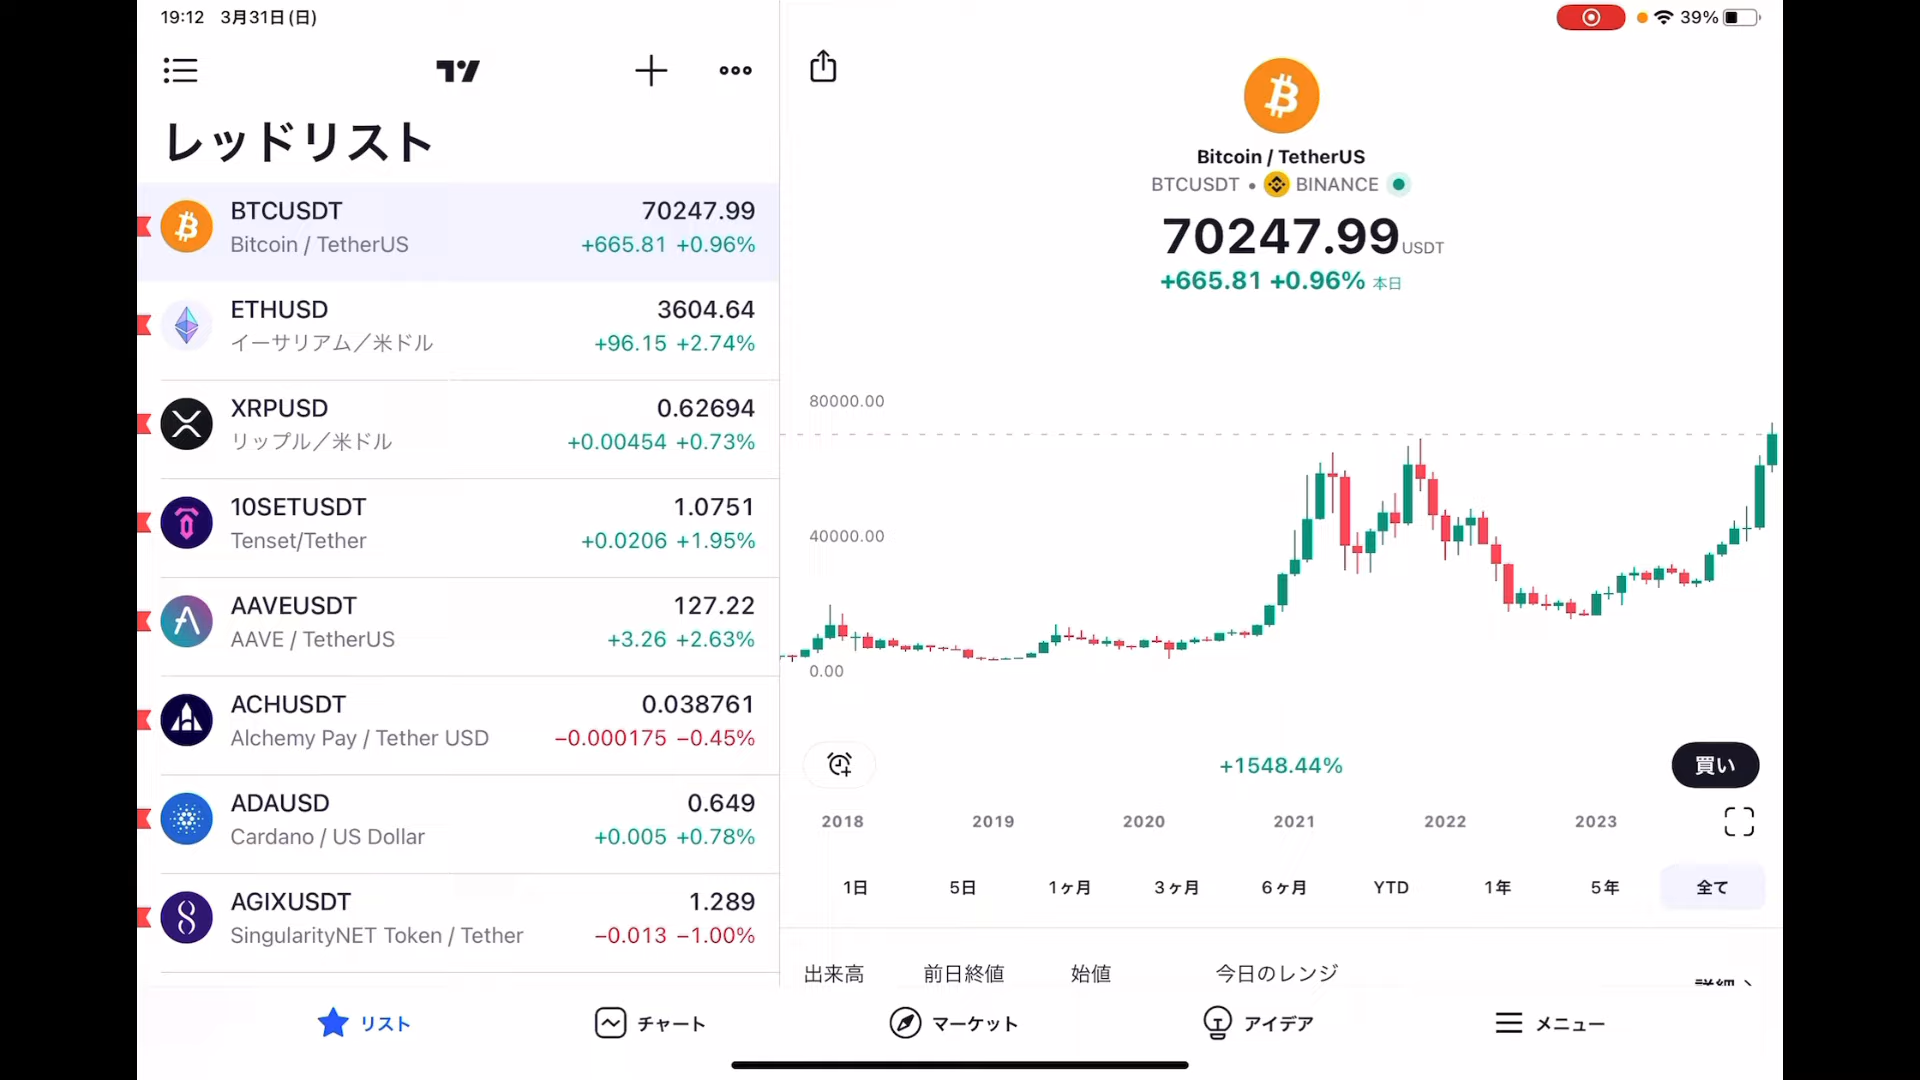 19:12 3月31日(日)
39%
レッドリスト
BTCUSDT 70247.99
Bitcoin / TetherUS +665.81 +0.96%
ETHUSD 3604.64
イーサリアム／米ドル +96.15 +2.74%
XRPUSD 0.62694
リップル／米ドル +0.00454 +0.73%
10SETUSDT 1.0751
Tenset/Tether +0.0206 +1.95%
AAVEUSDT 127.22
AAVE / TetherUS +3.26 +2.63%
ACHUSDT 0.038761
Alchemy Pay / Tether USD −0.000175 −0.45%
ADAUSD 0.649
Cardano / US Dollar +0.005 +0.78%
AGIXUSDT 1.289
SingularityNET Token / Tether −0.013 −1.00%
Bitcoin / TetherUS
BTCUSDT • BINANCE
70247.99 USDT
+665.81 +0.96% 本日
80000.00
40000.00
0.00
+1548.44%
買い
2018 2019 2020 2021 2022 2023
1日 5日 1ヶ月 3ヶ月 6ヶ月 YTD 1年 5年 全て
出来高 前日終値 始値 今日のレンジ
詳細 >
リスト チャート マーケット アイデア メニュー